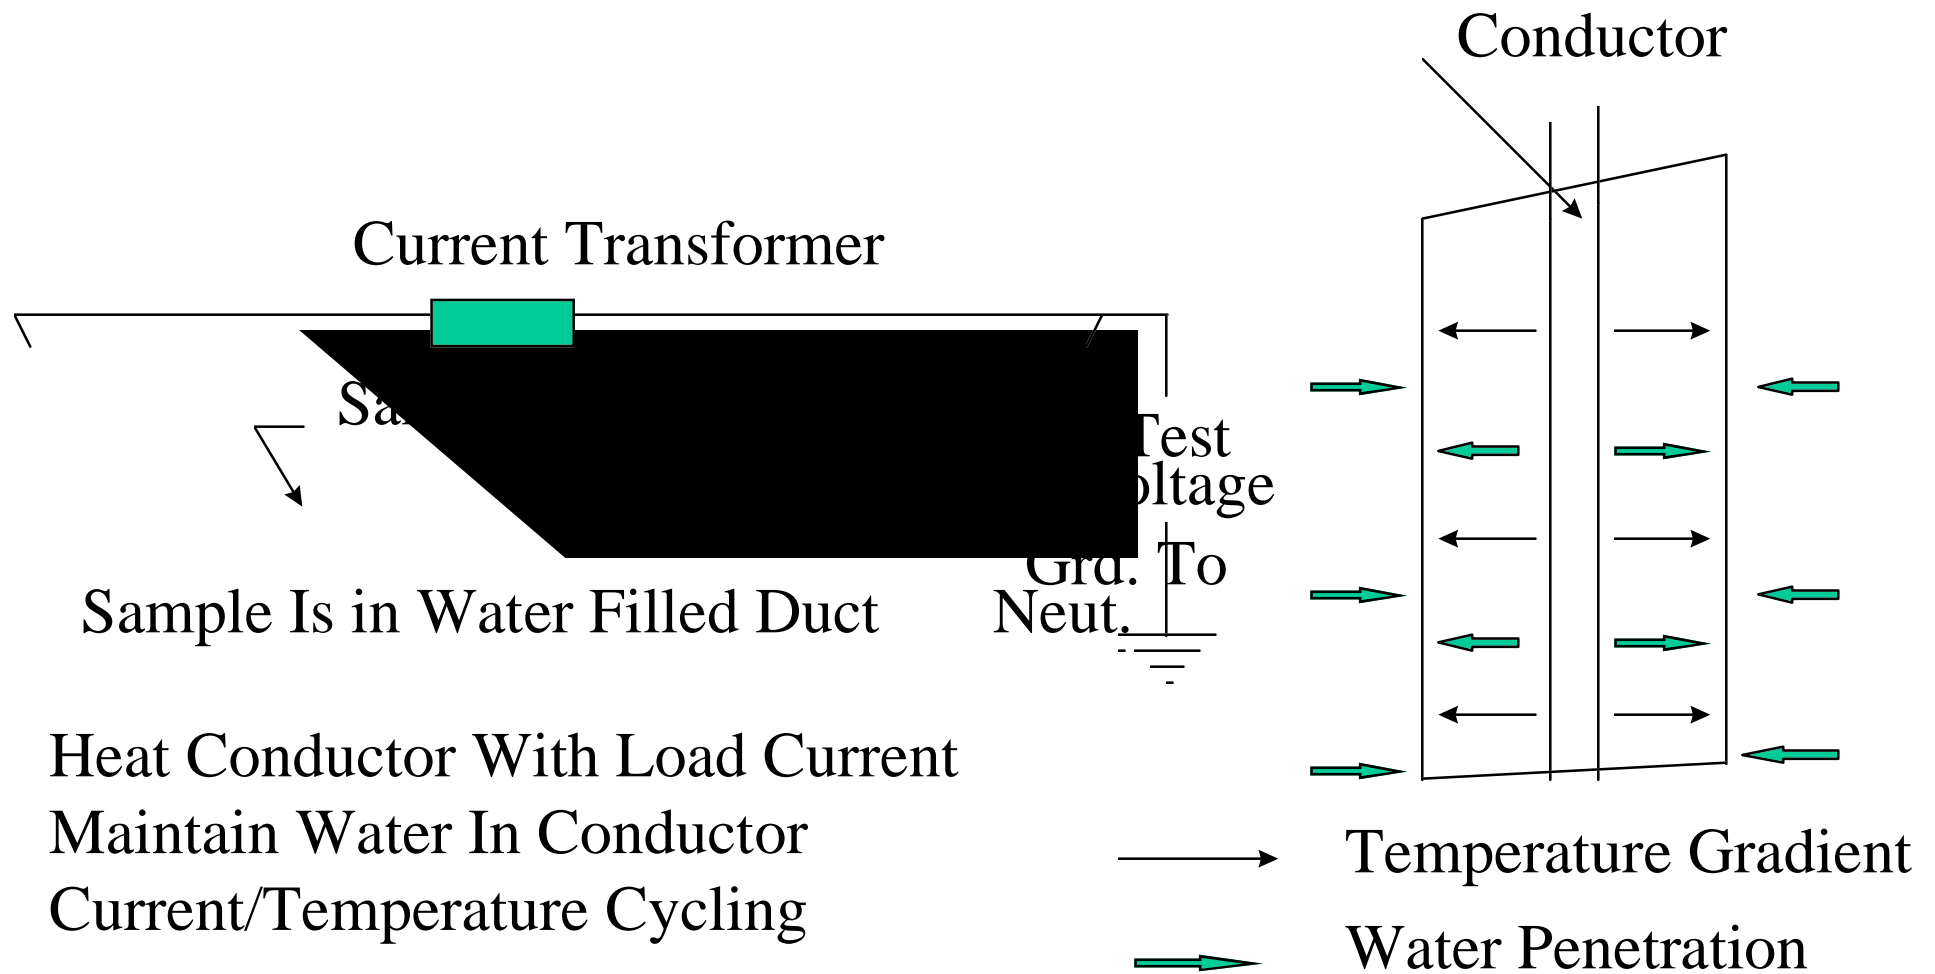 Conductor
Current Transformer
Test
Grd. To
Neut.
Sample Is in Water Filled Duct
Heat Conductor With Load Current
Maintain Water In Conductor
Current/Temperature Cycling
Temperature Gradient
Water Penetration